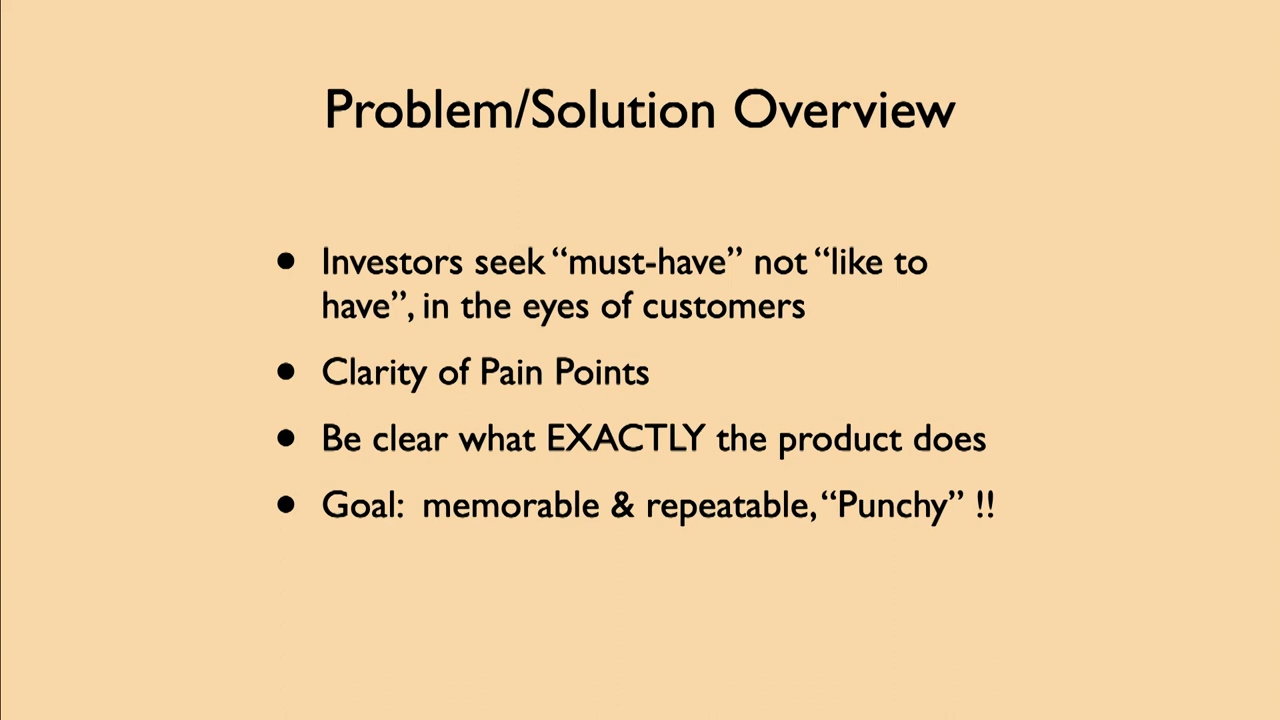 Problem/Solution Overview
• Investors seek “must-have” not “like to
have”, in the eyes of customers
• Clarity of Pain Points
• Be clear what EXACTLY the product does
• Goal:  memorable & repeatable, “Punchy” !!